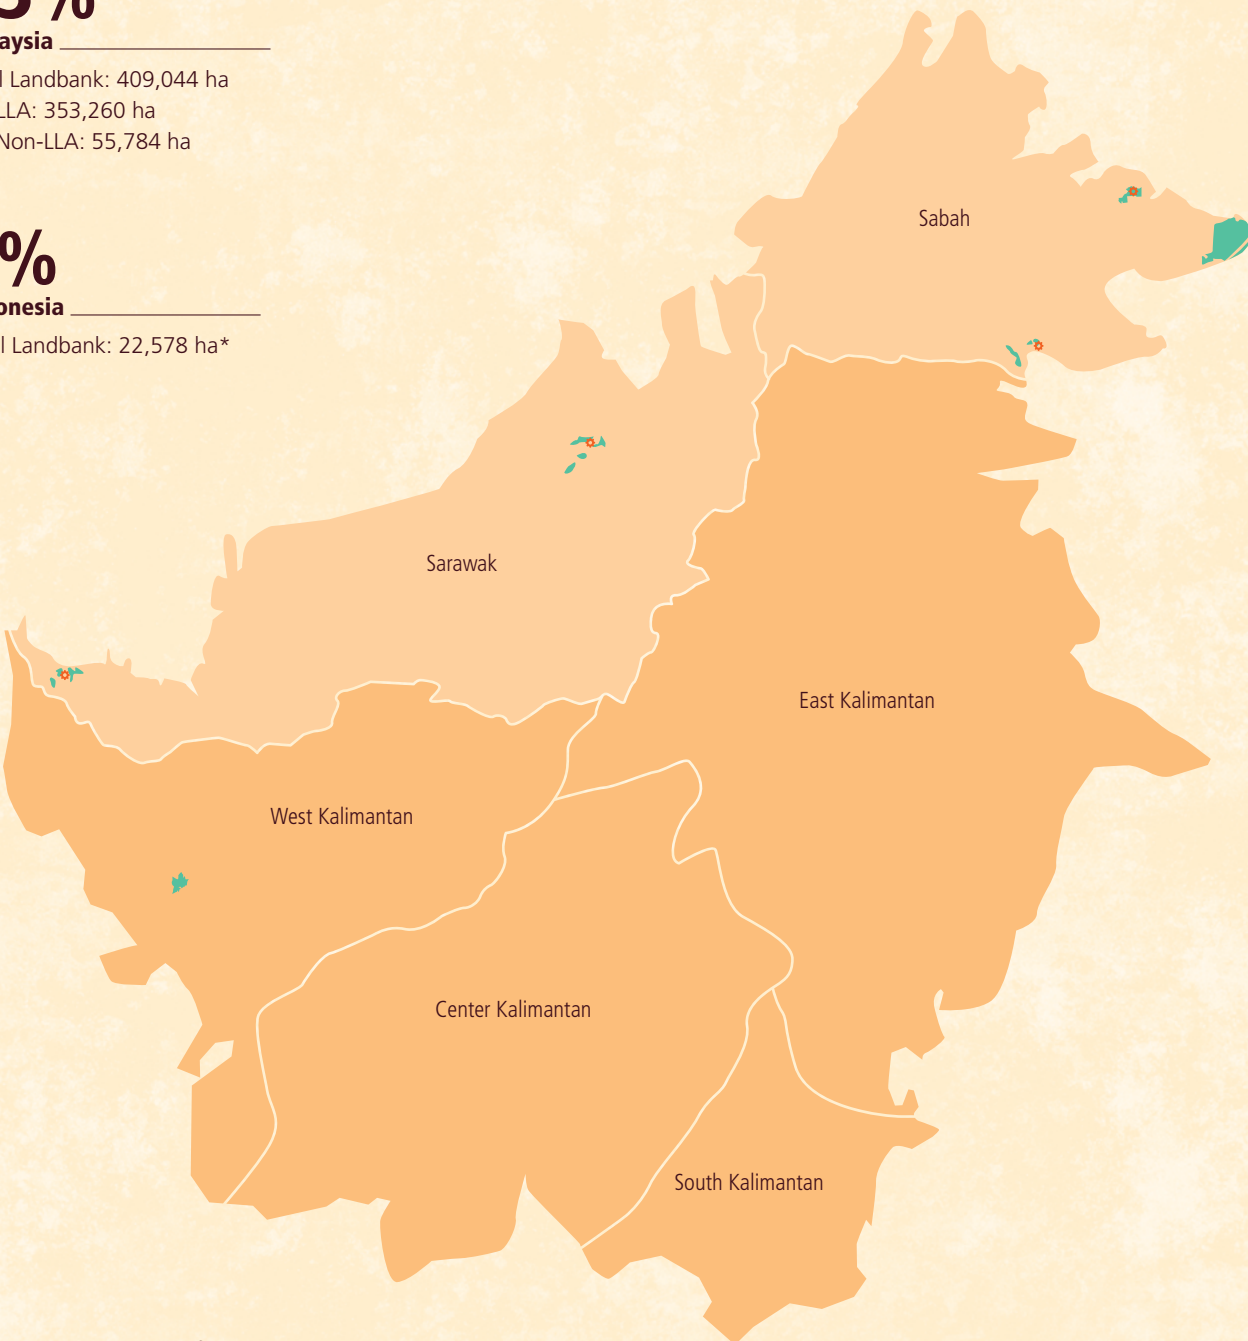 %
aysia
l Landbank: 409,044 ha
LLA: 353,260 ha
Non-LLA: 55,784 ha
%
onesia
l Landbank: 22,578 ha*
Sabah
Sarawak
East Kalimantan
West Kalimantan
Center Kalimantan
South Kalimantan